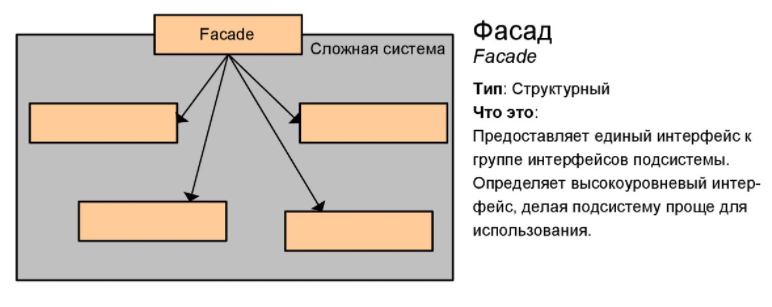 Facade
Сложная система
Фасад
Facade
Тип: Структурный
Что это:
Предоставляет единый интерфейс к
группе интерфейсов подсистемы.
Определяет высокоуровневый интер-
фейс, делая подсистему проще для
использования.